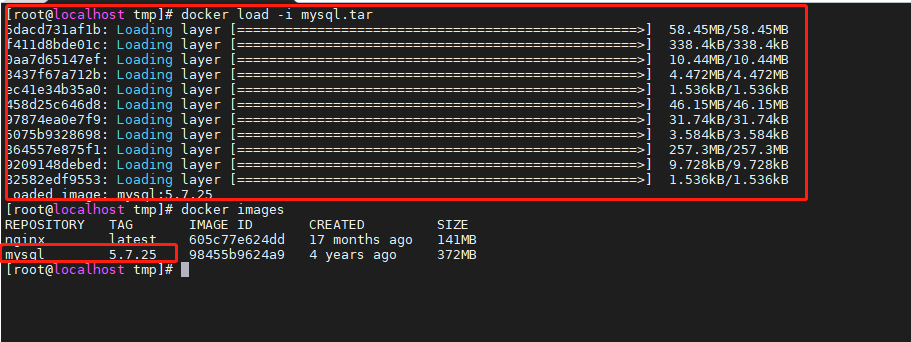 [root@localhost tmp]# docker load -i mysql.tar
5dacd731af1b: Loading layer [==================================================>]  58.45MB/58.45MB
f411d8bde01c: Loading layer [==================================================>]  338.4kB/338.4kB
0aa7d65147ef: Loading layer [==================================================>]  10.44MB/10.44MB
3437f67a712b: Loading layer [==================================================>]  4.472MB/4.472MB
ec41e34b35a0: Loading layer [==================================================>]  1.536kB/1.536kB
458d25c646d8: Loading layer [==================================================>]  46.15MB/46.15MB
97874ea0e7f9: Loading layer [==================================================>]  31.74kB/31.74kB
5075b9328698: Loading layer [==================================================>]  3.584kB/3.584kB
864557e875f1: Loading layer [==================================================>]  257.3MB/257.3MB
9209148debed: Loading layer [==================================================>]  9.728kB/9.728kB
82582edf9553: Loading layer [==================================================>]  1.536kB/1.536kB
Loaded image: mysql:5.7.25
[root@localhost tmp]# docker images
REPOSITORY   TAG       IMAGE ID       CREATED         SIZE
nginx        latest    605c77e624dd   17 months ago   141MB
mysql        5.7.25    98455b9624a9   4 years ago     372MB
[root@localhost tmp]#